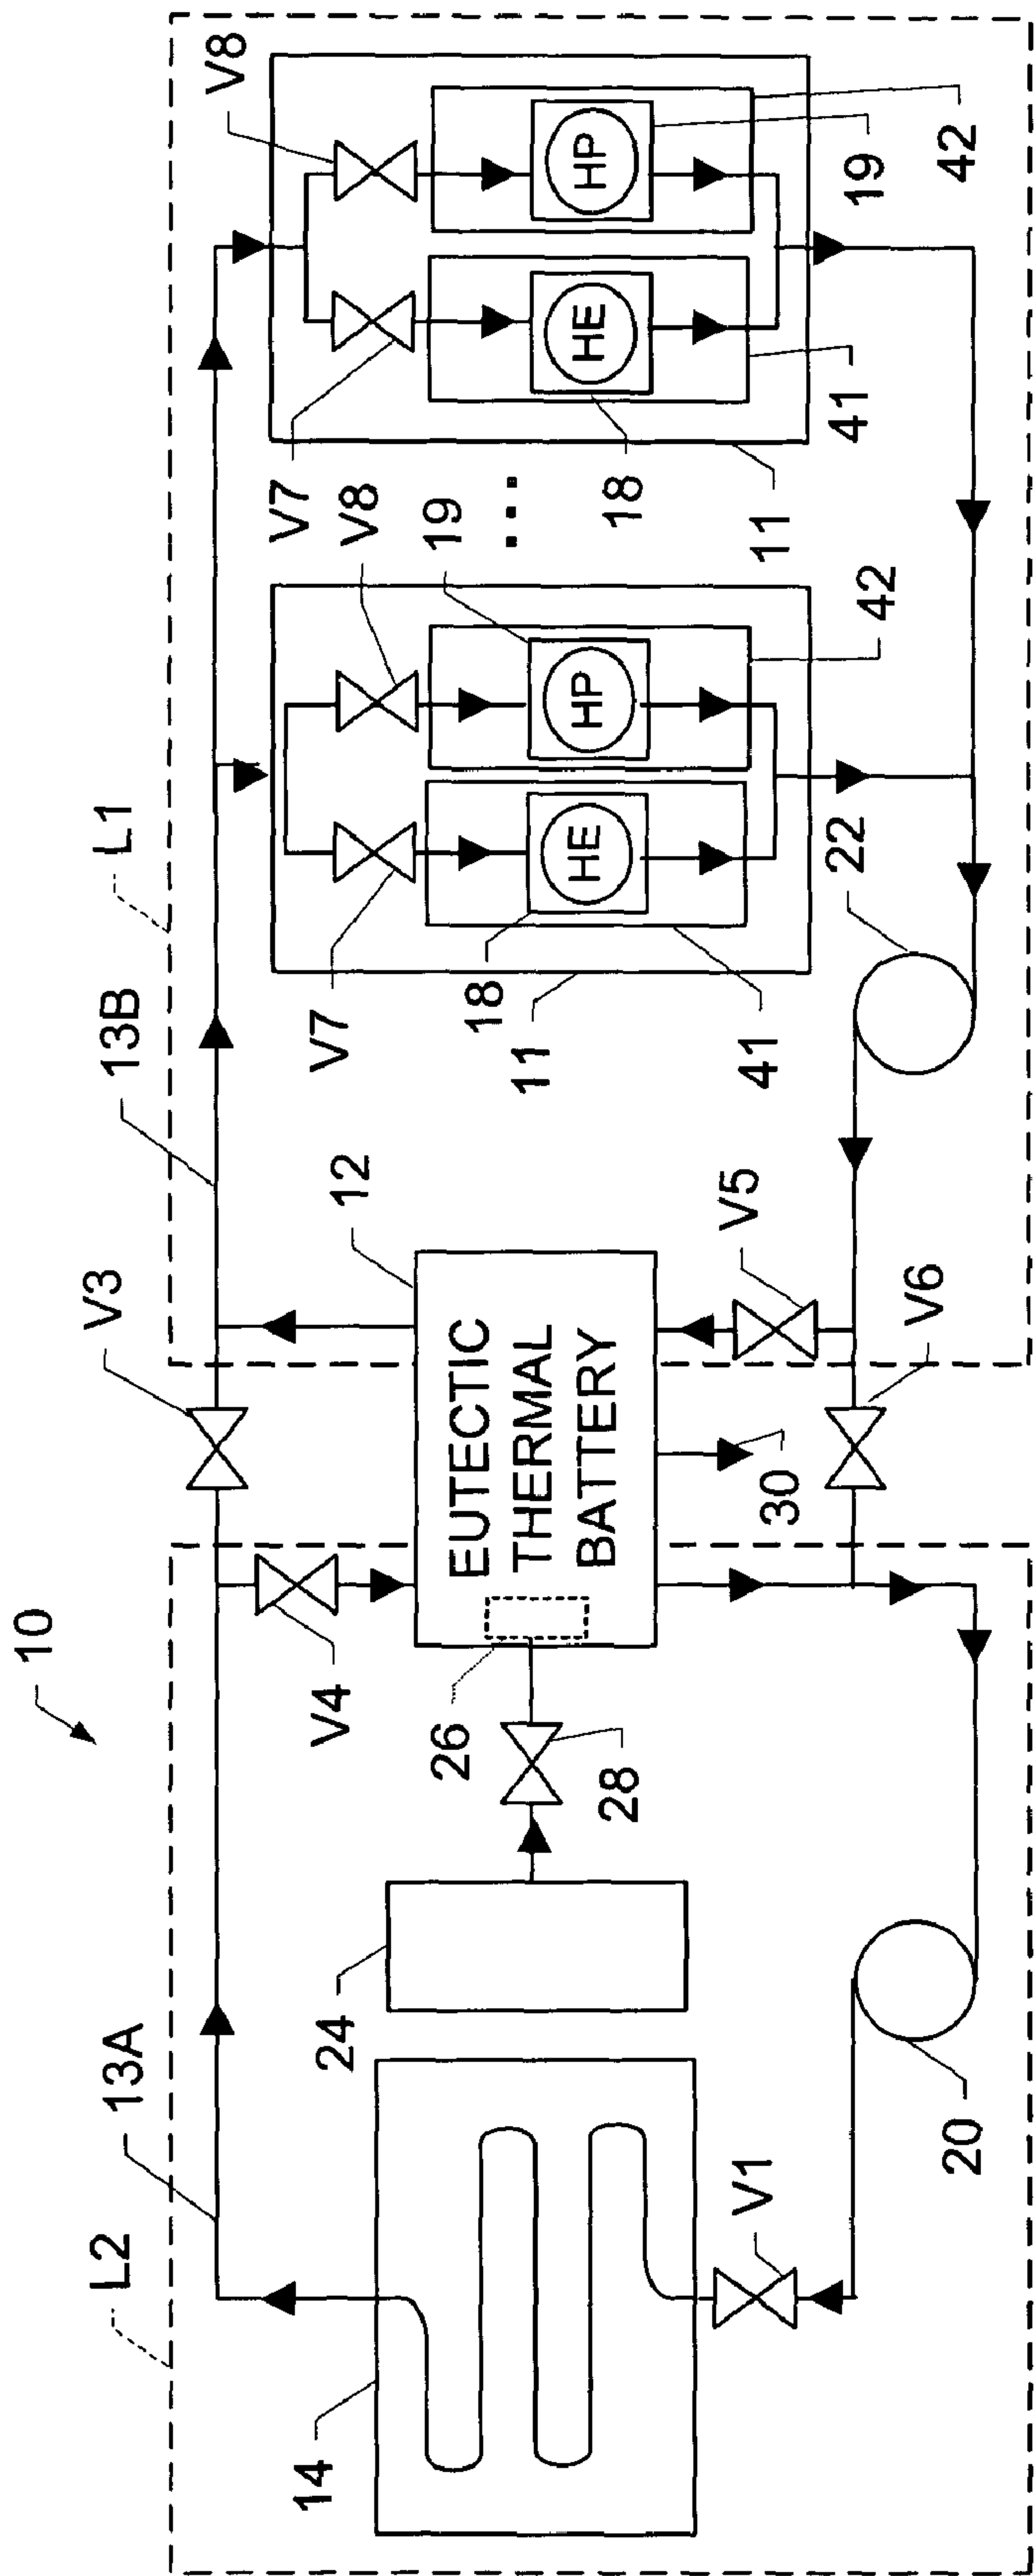 10
L2
13A
V3
13B
L1
V8
14
24
V4
26
28
EUTECTIC
THERMAL
BATTERY
12
30
V1
20
V6
V5
22
V7
18
11
41
HE
HP
V8
19
42
...
V7
18
11
41
HE
HP
19
42